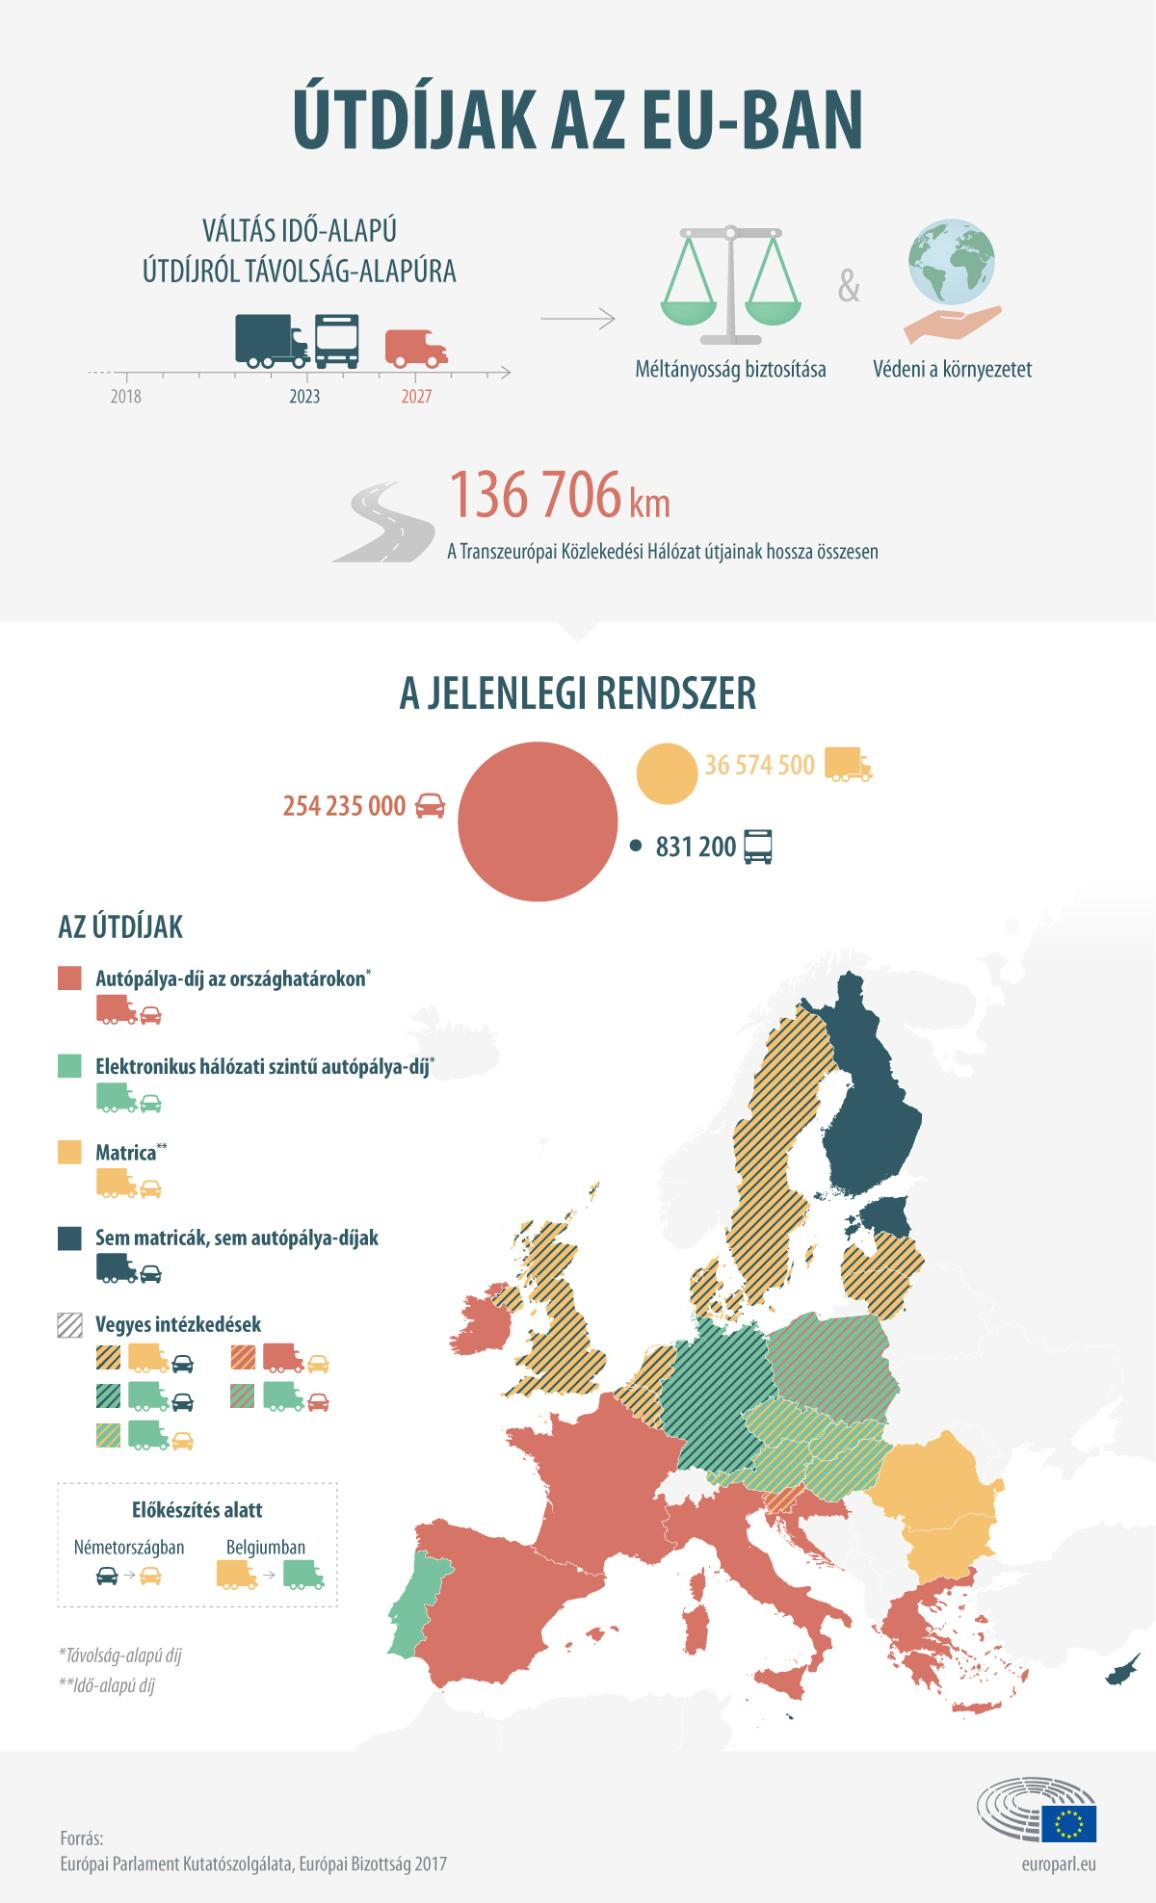 ÚTDÍJAK AZ EU-BAN
VÁLTÁS IDŐ-ALAPÚ
ÚTDÍJRÓL TÁVOLSÁG-ALAPÚRA
2018
2023
2027
&
Méltányosság biztosítása
Védeni a környezetet
136 706 km
A Transzeurópai Közlekedési Hálózat útjainak hossza összesen
A JELENLEGI RENDSZER
254 235 000
36 574 500
831 200
AZ ÚTDÍJAK
Autópálya-díj az országhatárokon*
Elektronikus hálózati szintű autópálya-díj*
Matrica**
Sem matricák, sem autópálya-díjak
Vegyes intézkedések
Előkészítés alatt
Németországban
Belgiumban
*Távolság-alapú díj
**Idő-alapú díj
Forrás:
Európai Parlament Kutatószolgálata, Európai Bizottság 2017
europarl.eu